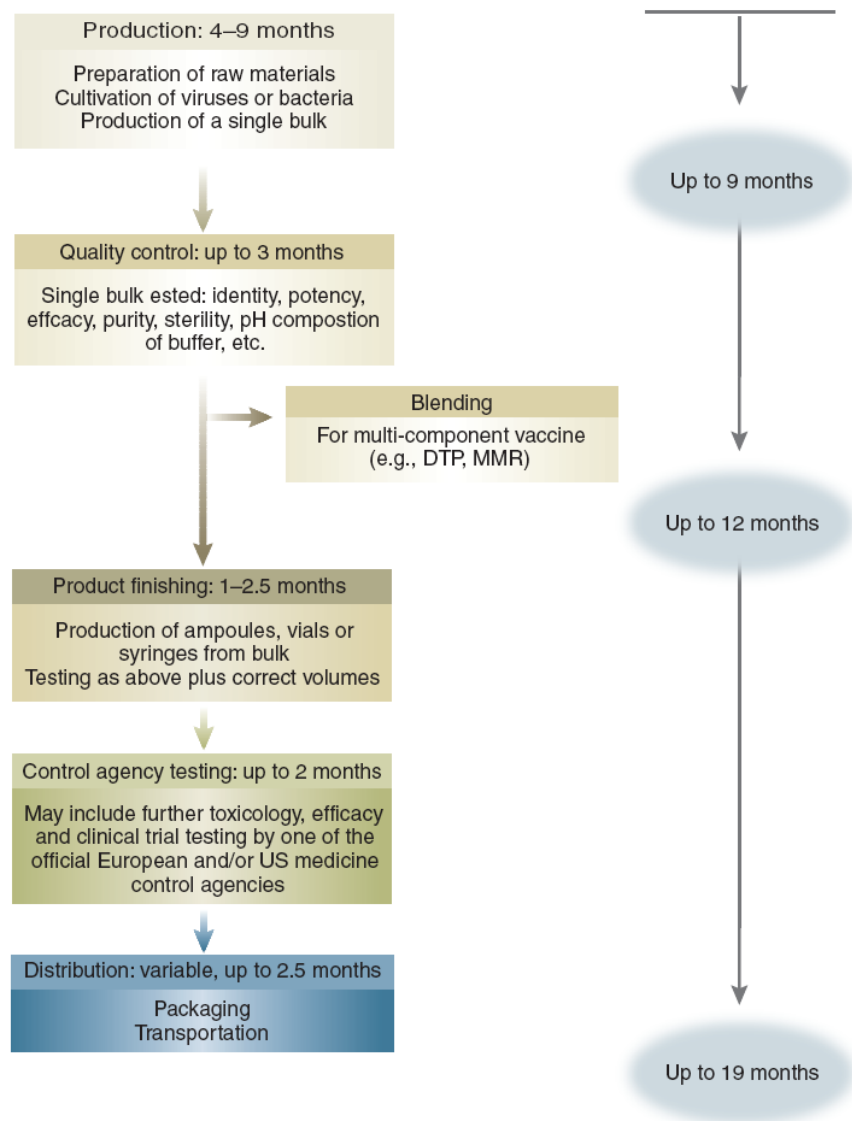 Production: 4–9 months
Preparation of raw materials
Cultivation of viruses or bacteria
Production of a single bulk
Up to 9 months
Quality control: up to 3 months
Single bulk ested: identity, potency,
effcacy, purity, sterility, pH compostion
of buffer, etc.
Blending
For multi-component vaccine
(e.g., DTP, MMR)
Up to 12 months
Product finishing: 1–2.5 months
Production of ampoules, vials or
syringes from bulk
Testing as above plus correct volumes
Control agency testing: up to 2 months
May include further toxicology, efficacy
and clinical trial testing by one of the
official European and/or US medicine
control agencies
Distribution: variable, up to 2.5 months
Packaging
Transportation
Up to 19 months